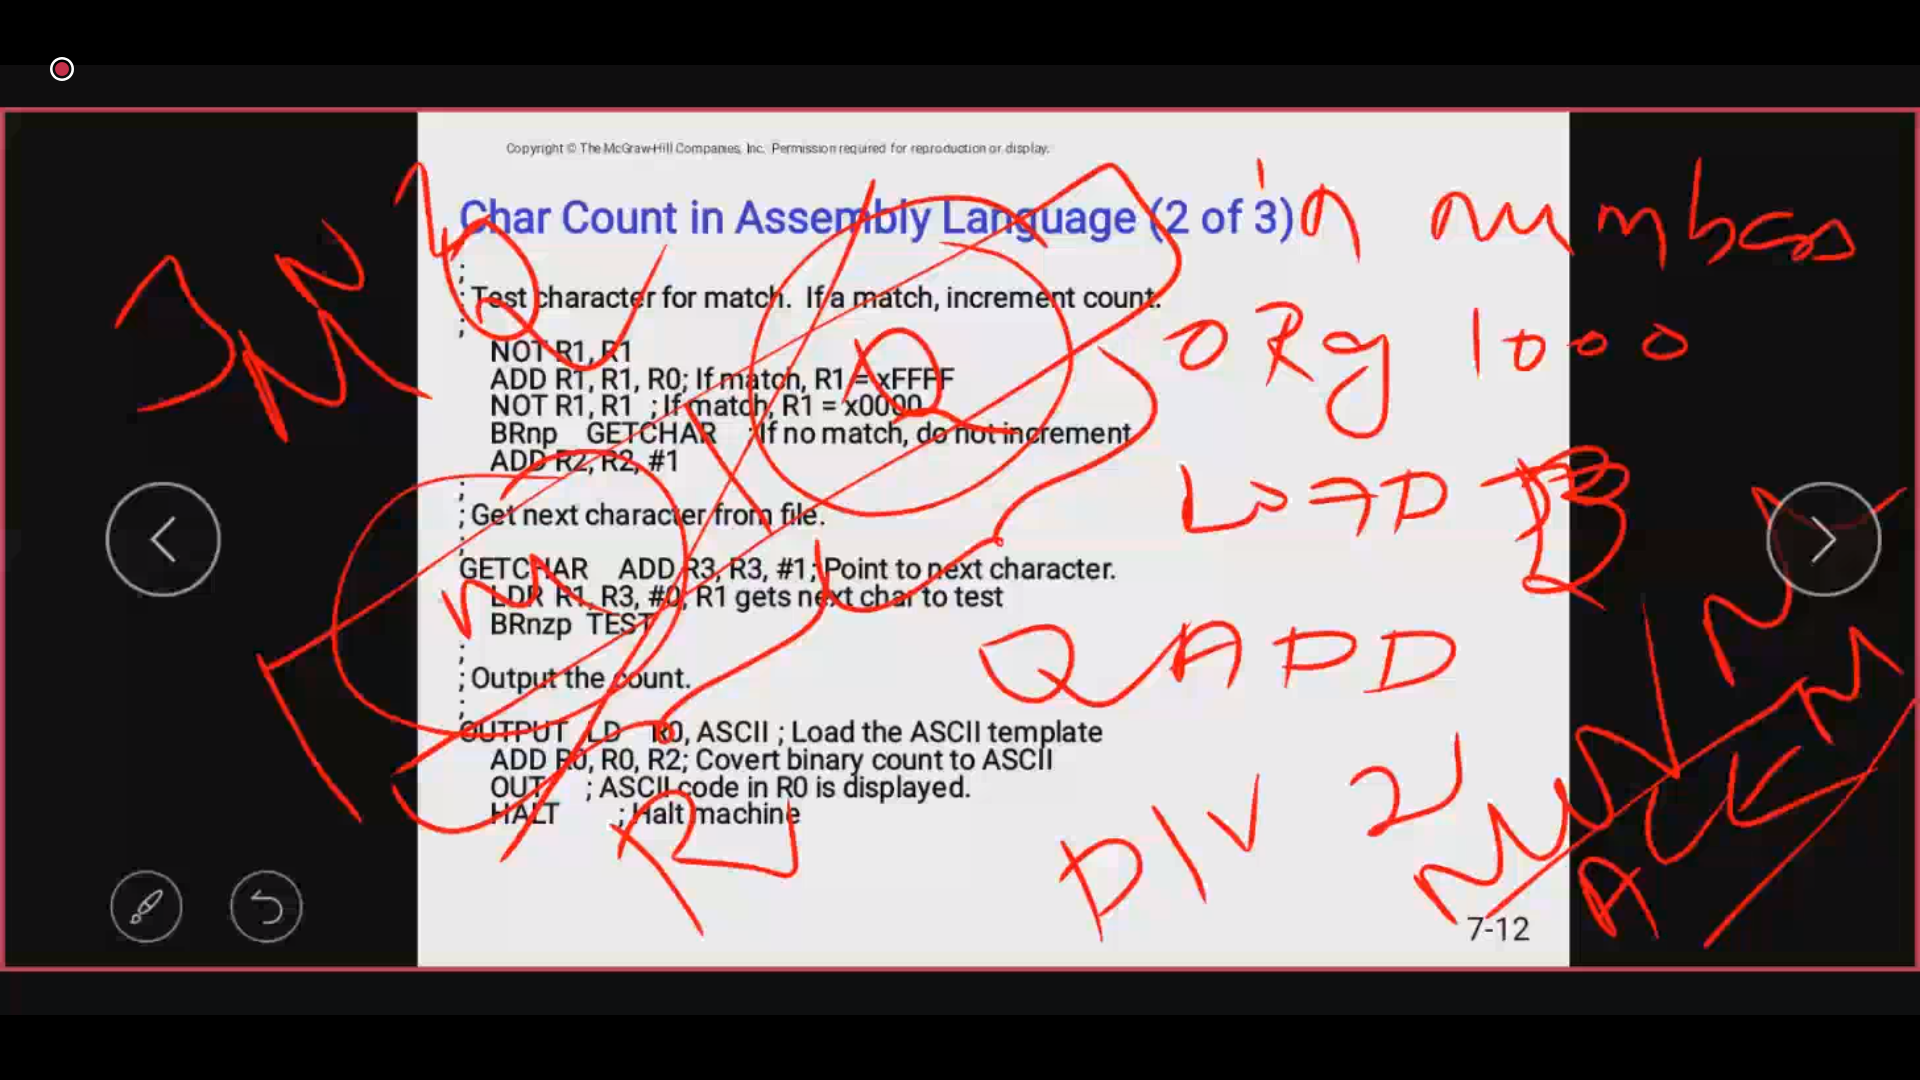 Copyright © The McGraw-Hill Companies, Inc. Permission required for reproduction or display.
Char Count in Assembly Language (2 of 3)
in numbers
;
; Test character for match. If a match, increment count.
;
NOT R1, R1
ADD R1, R1, R0; If match, R1 = xFFFF
NOT R1, R1 ; If match, R1 = x0000
BRnp GETCHAR ; If no match, do not increment
ADD R2, R2, #1
;
; Get next character from file.
;
GETCHAR ADD R3, R3, #1; Point to next character.
LDR R1, R3, #0; R1 gets next char to test
BRnzp TEST
;
; Output the count.
;
OUTPUT LD R0, ASCII ; Load the ASCII template
ADD R0, R0, R2; Covert binary count to ASCII
OUT ; ASCII code in R0 is displayed.
HALT ; Halt machine
ORg 1000
LOAD
ADD
DIV 2
7-12